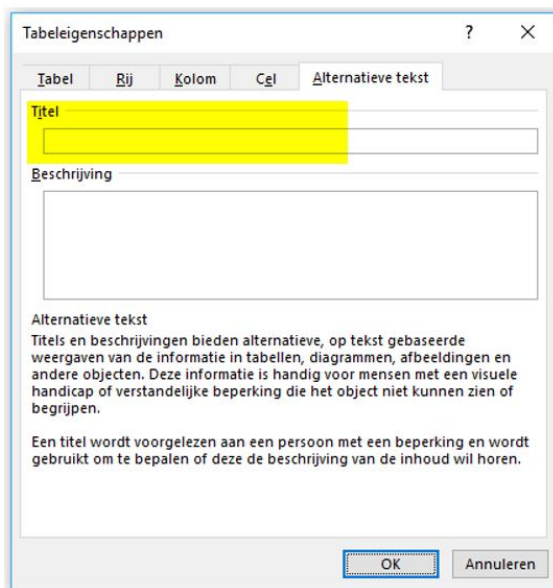 Tabeleigenschappen ?
Tabel Rij Kolom Cel Alternatieve tekst
Titel
Beschrijving
Alternatieve tekst
Titels en beschrijvingen bieden alternatieve, op tekst gebaseerde
weergaven van de informatie in tabellen, diagrammen, afbeeldingen en
andere objecten. Deze informatie is handig voor mensen met een visuele
handicap of verstandelijke beperking die het object niet kunnen zien of
begrijpen.
Een titel wordt voorgelezen aan een persoon met een beperking en wordt
gebruikt om te bepalen of deze de beschrijving van de inhoud wil horen.
OK Annuleren